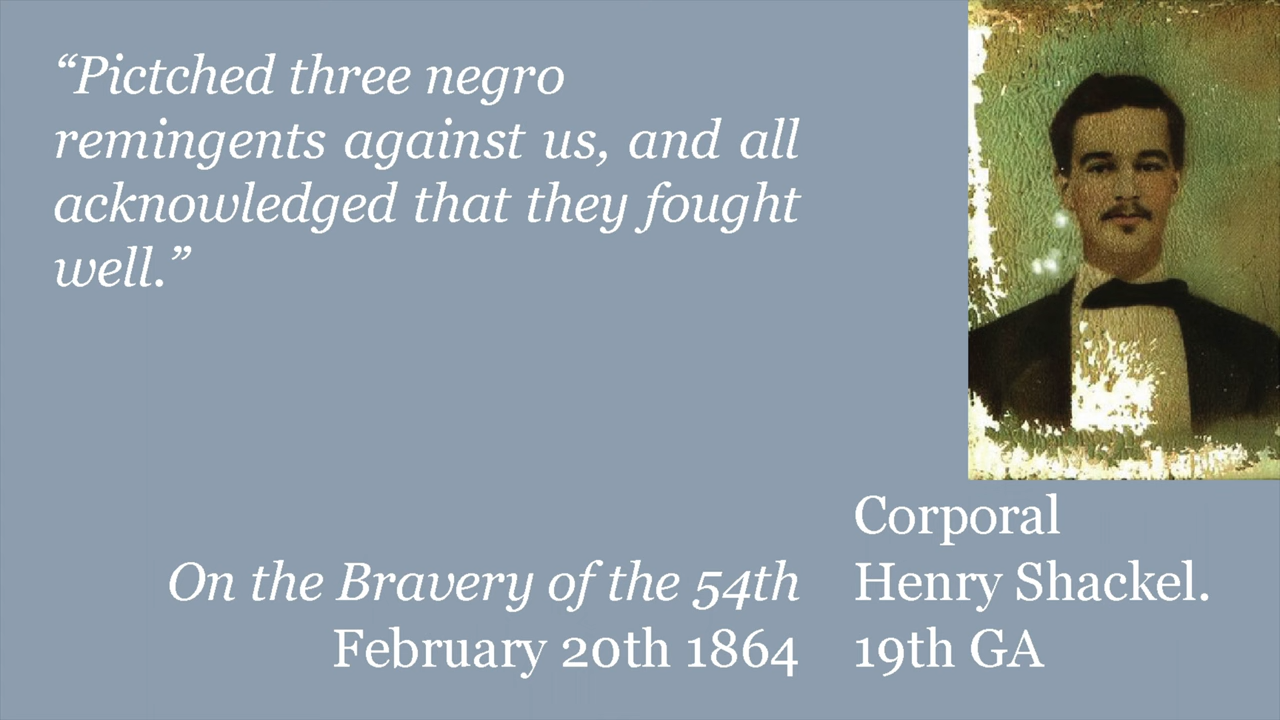 “Pictched three negro
remingents against us, and all
acknowledged that they fought
well.”
On the Bravery of the 54th
February 20th 1864
Corporal
Henry Shackel.
19th GA